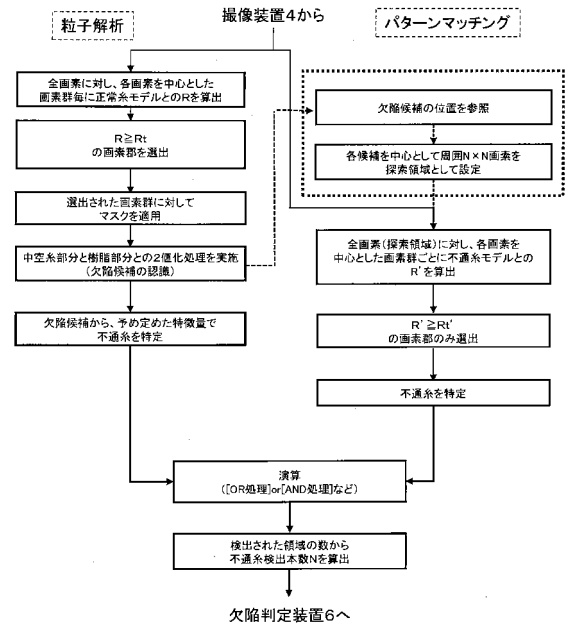 撮像装置4から
粒子解析
パターンマッチング
全画素に対し、各画素を中心とした
画素群毎に正常糸モデルとのRを算出
R≧Rt
の画素郡を選出
選出された画素群に対して
マスクを適用
中空糸部分と樹脂部分との2値化処理を実施
(欠陥候補の認識)
欠陥候補から、予め定めた特徴量で
不通糸を特定
欠陥候補の位置を参照
各候補を中心として周囲N×N画素を
探索領域として設定
全画素(探索領域)に対し、各画素を
中心とした画素群ごとに不通糸モデルとの
R'を算出
R'≧Rt'
の画素郡のみ選出
不通糸を特定
演算
([OR処理]or[AND処理]など)
検出された領域の数から
不通糸検出本数Nを算出
欠陥判定装置6へ